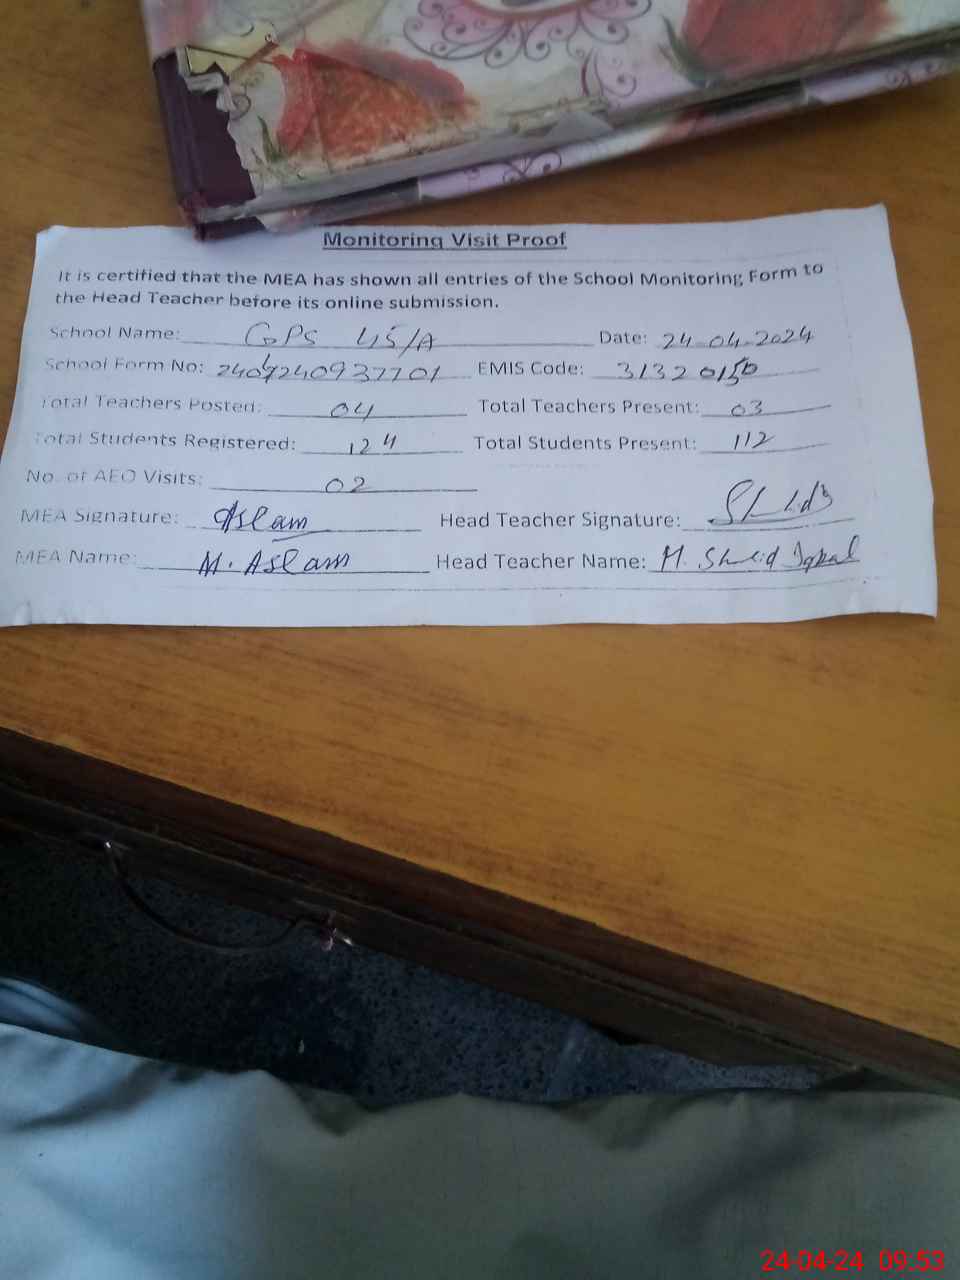 Monitoring Visit Proof
It is certified that the MEA has shown all entries of the School Monitoring Form to
the Head Teacher before its online submission.
School Name: GPS 45/A Date: 24-04-2024
School Form No: EMIS Code:
Total Teachers Posted: 04 Total Teachers Present: 03
Total Students Registered: 124 Total Students Present: 112
No. of AEO Visits: 02
MEA Signature: Aslam Head Teacher Signature:
MEA Name: M. Aslam Head Teacher Name: M. Iqbal
24-04-24 09:53